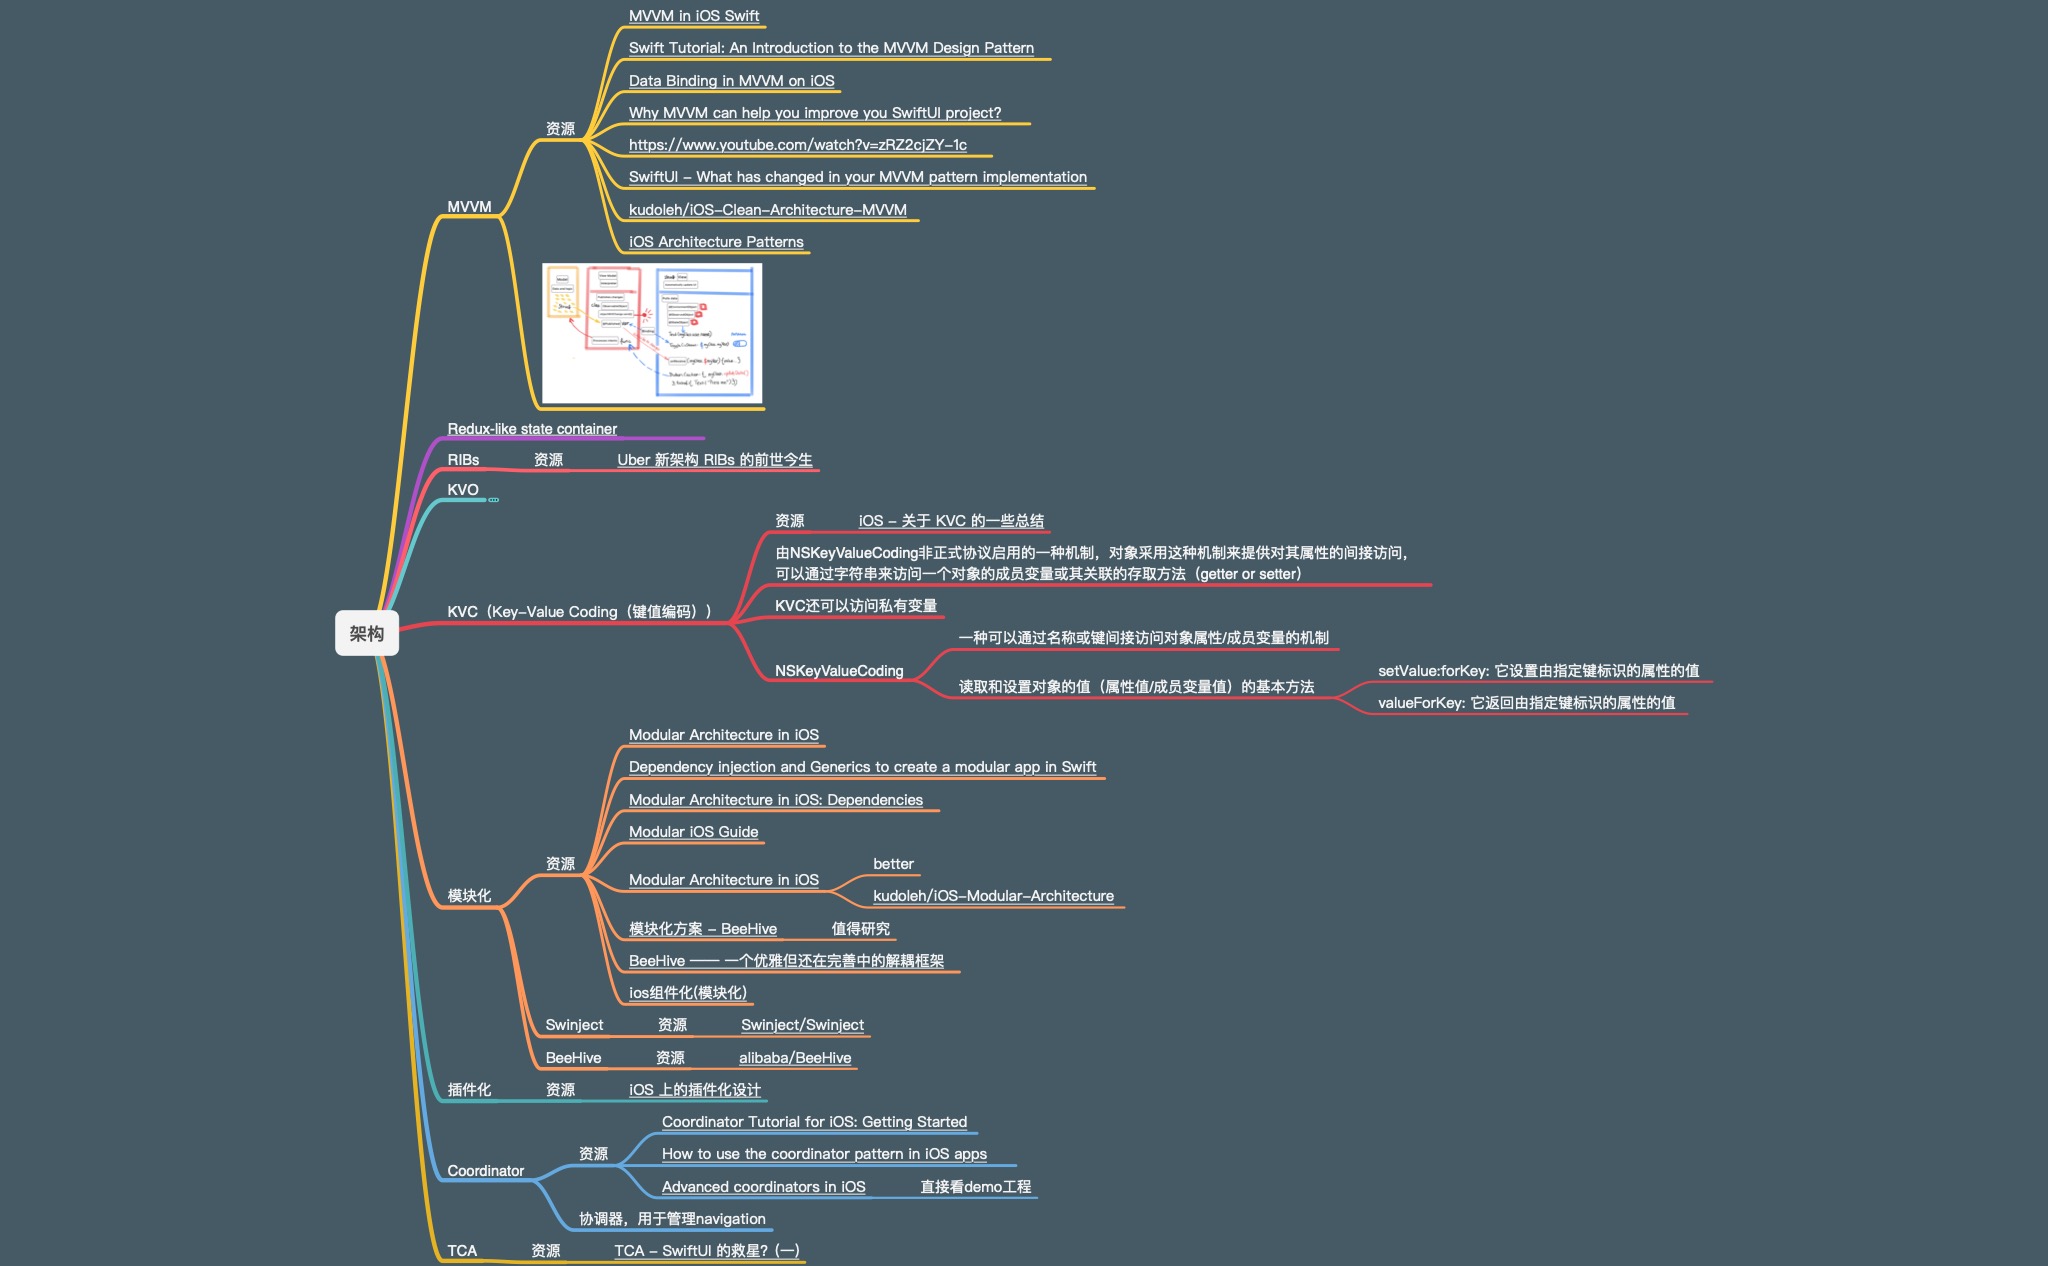 MVVM in iOS Swift
Swift Tutorial: An Introduction to the MVVM Design Pattern
Data Binding in MVVM on iOS
Why MVVM can help you improve you SwiftUI project?
资源
https://www.youtube.com/watch?v=zRZ2cjZY-1c
SwiftUI - What has changed in your MVVM pattern implementation
MVVM
kudoleh/iOS-Clean-Architecture-MVVM
iOS Architecture Patterns
Redux-like state container
RIBs
资源
Uber 新架构 RIBs 的前世今生
KVO
资源
iOS - 关于 KVC 的一些总结
由NSKeyValueCoding非正式协议启用的一种机制，对象采用这种机制来提供对其属性的间接访问，
可以通过字符串来访问一个对象的成员变量或其关联的存取方法（getter or setter）
KVC（Key-Value Coding（键值编码））
KVC还可以访问私有变量
架构
一种可以通过名称或键间接访问对象属性/成员变量的机制
NSKeyValueCoding
setValue:forKey: 它设置由指定键标识的属性的值
读取和设置对象的值（属性值/成员变量值）的基本方法
valueForKey: 它返回由指定键标识的属性的值
Modular Architecture in iOS
Dependency injection and Generics to create a modular app in Swift
Modular Architecture in iOS: Dependencies
Modular iOS Guide
资源
better
Modular Architecture in iOS
模块化
kudoleh/iOS-Modular-Architecture
模块化方案 - BeeHive
值得研究
BeeHive —— 一个优雅但还在完善中的解耦框架
ios组件化(模块化)
Swinject
资源
Swinject/Swinject
BeeHive
资源
alibaba/BeeHive
插件化
资源
iOS 上的插件化设计
Coordinator Tutorial for iOS: Getting Started
资源
How to use the coordinator pattern in iOS apps
Coordinator
Advanced coordinators in iOS
直接看demo工程
协调器，用于管理navigation
TCA
资源
TCA - SwiftUI 的救星？(一)